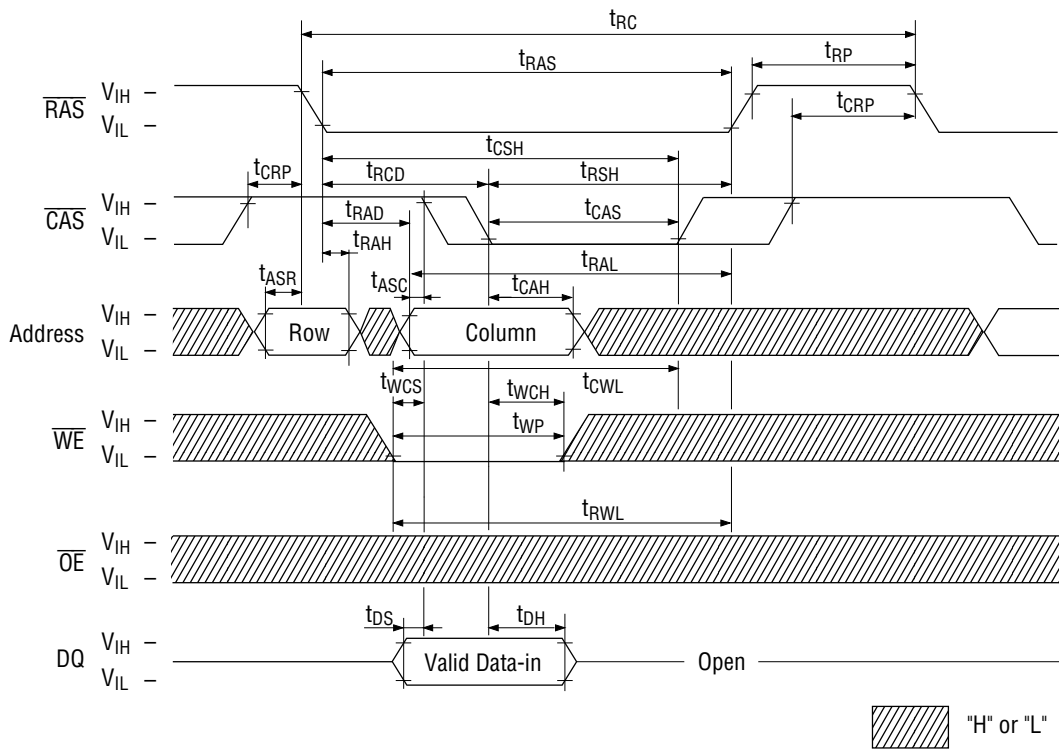 tRC
tRAS
tRP
RAS
VIH
VIL
tCRP
tCSH
tCRP
tRCD
tRSH
CAS
VIH
VIL
tRAD
tCAS
tRAH
tRAL
tASR
tASC
tCAH
Address
VIH
VIL
Row
Column
tWCS
tCWL
tWCH
WE
VIH
VIL
tWP
tRWL
OE
VIH
VIL
tDS
tDH
DQ
VIH
VIL
Valid Data-in
Open
"H" or "L"